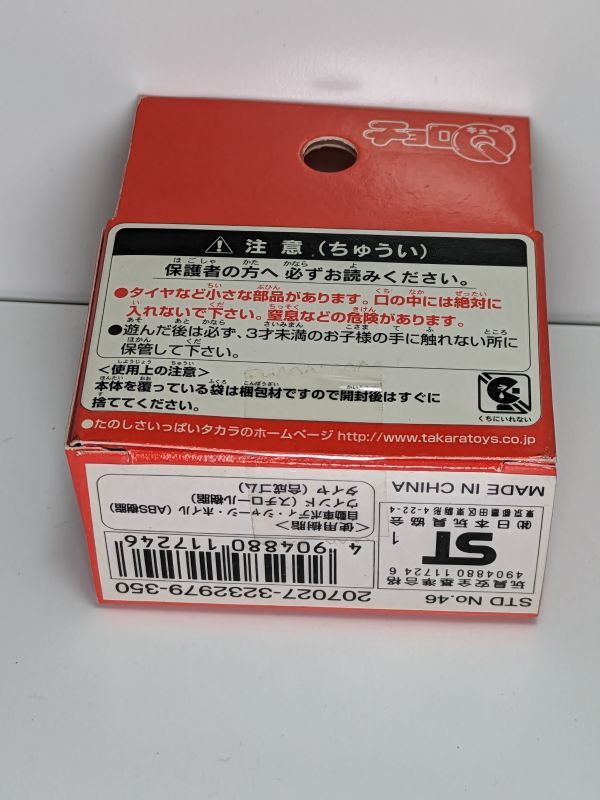 チョロQ
キュー
⚠ 注意（ちゅうい）
保護者の方へ 必ずお読みください。
●タイヤなど小さな部品があります。口の中には絶対に
入れないで下さい。窒息などの危険があります。
●遊んだ後は必ず、3才未満のお子様の手に触れない所に
保管して下さい。
＜使用上の注意＞
本体を覆っている袋は梱包材ですので開封後はすぐに
捨ててください。
くちにいれない
●たのしさいっぱいタカラのホームページ http://www.takaratoys.co.jp
STD No.46
玩具安全基準合格
4904880117246
ST
1
㈳日本玩具協会
東京都墨田区東駒形4-22-4
MADE IN CHINA
207027-3232979-350
4 904880 117246
＜使用樹脂＞
自動車ボディ・シャーシ・ホイル（ABS樹脂）
ウインド（スチロール樹脂）
タイヤ（合成ゴム）